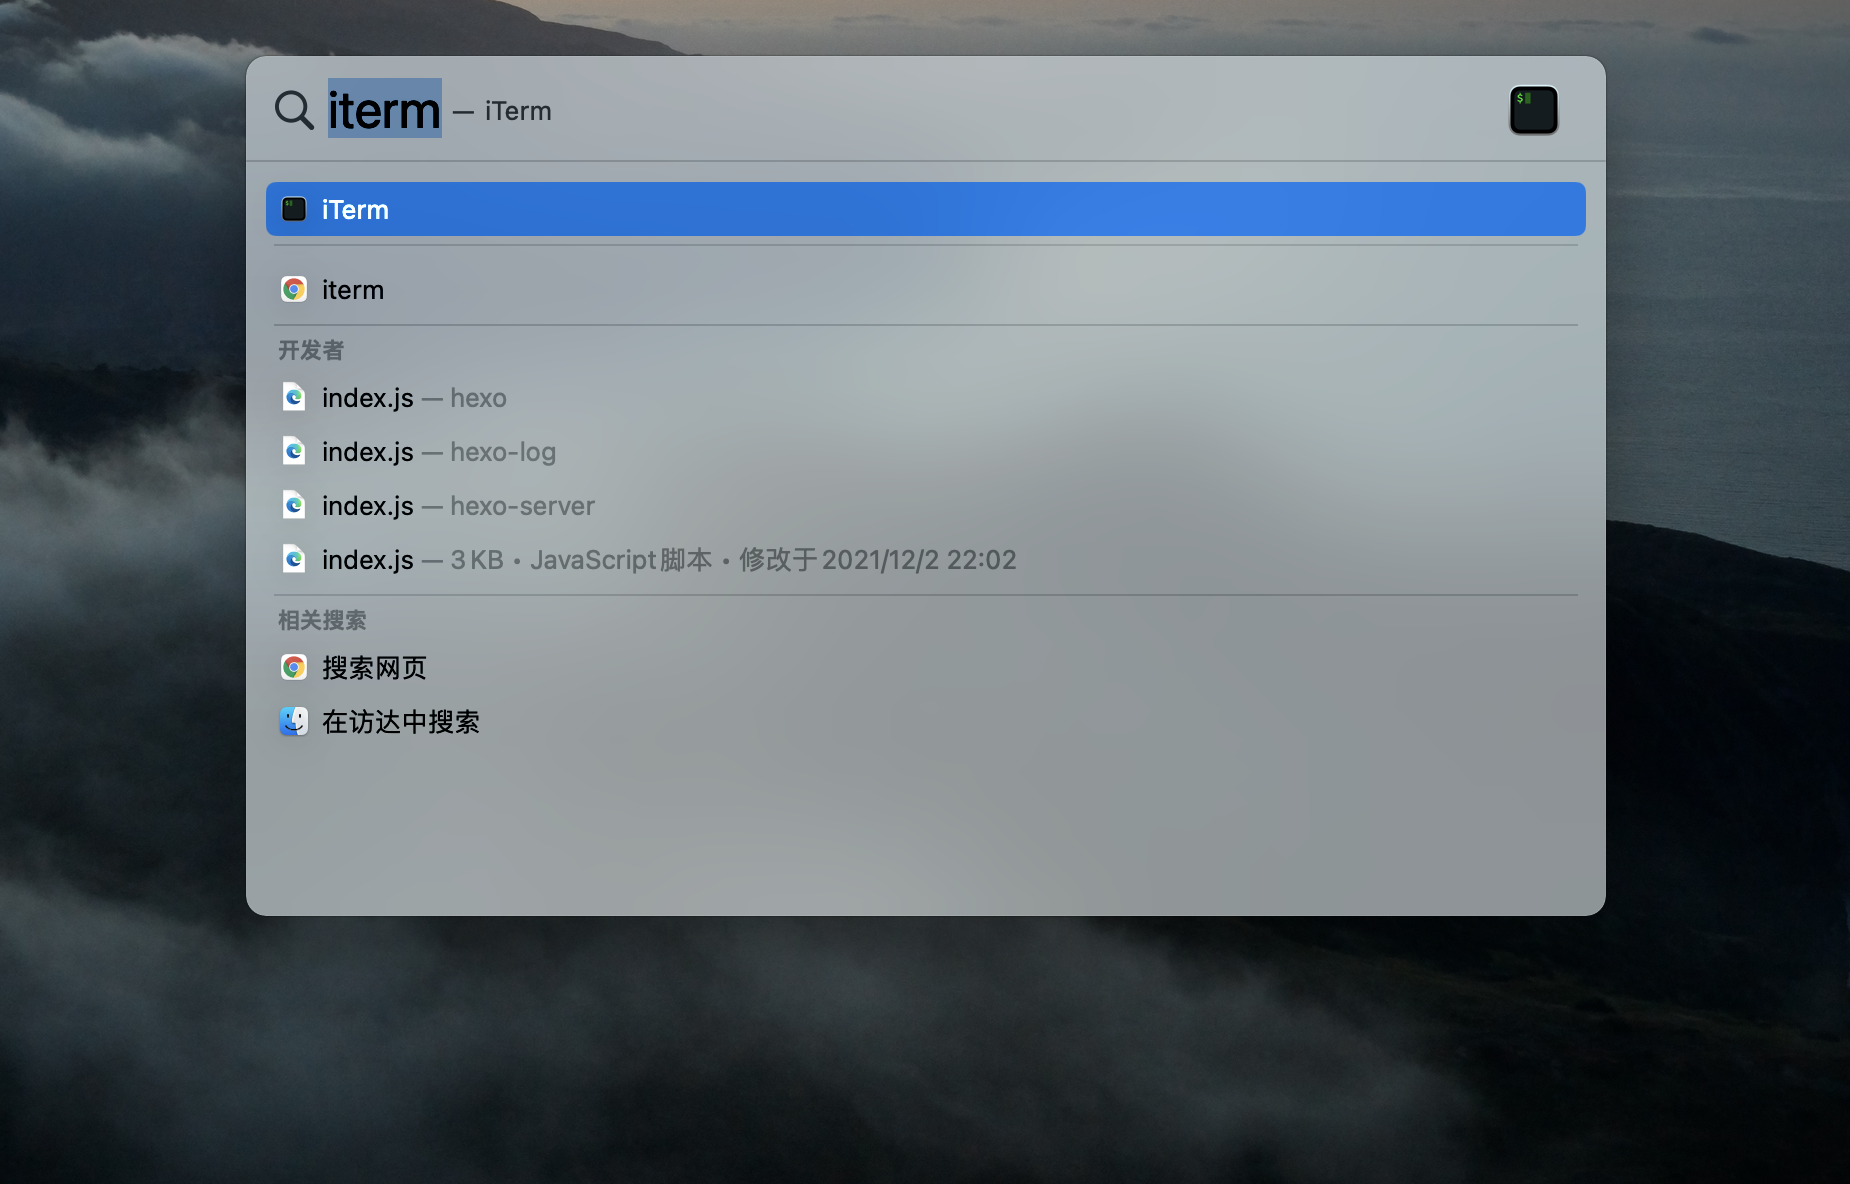 iterm — iTerm
iTerm
iterm
开发者
index.js — hexo
index.js — hexo-log
index.js — hexo-server
index.js — 3 KB • JavaScript脚本 • 修改于 2021/12/2 22:02
相关搜索
搜索网页
在访达中搜索